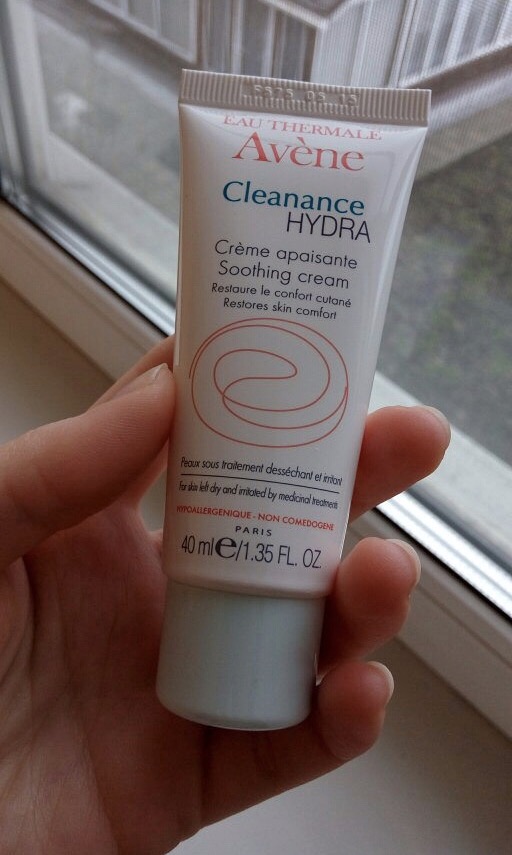 EAU THERMALE
Avène
Cleanance
HYDRA
Crème apaisante
Soothing cream
Restaure le confort cutané
Restores skin comfort
Peaux sous traitement desséchant et irritant
For skin left dry and irritated by medicinal treatments
HYPOALLERGENIQUE - NON COMEDOGENE
PARIS
40 ml e/1.35 FL. OZ.